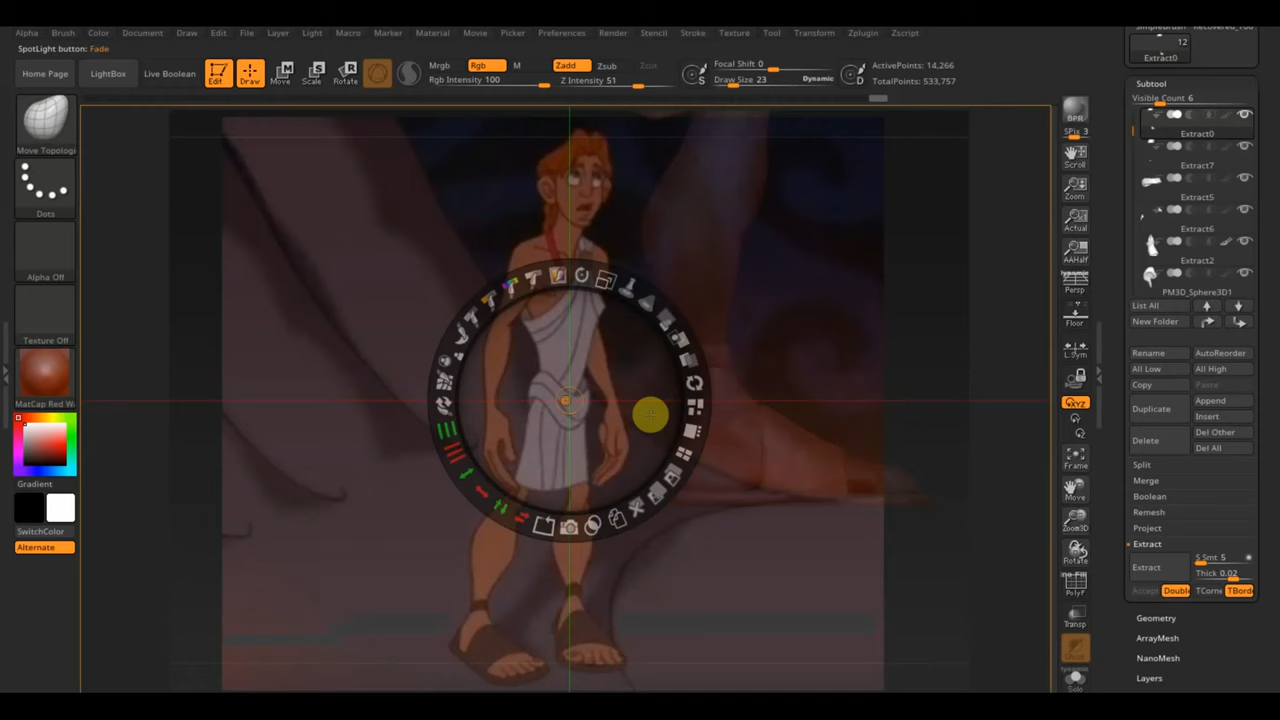 Alpha Brush Color Document Draw Edit File Layer Light Macro Marker Material Movie Picker Preferences Render Stencil Stroke Texture Tool Transform Zplugin Zscript
SpotLight button: Fade
Home Page
LightBox
Live Boolean
Edit
Draw
Move
Scale
Rotate
Mrgb
Rgb
M
Rgb Intensity 100
Zadd
Zsub
Zcut
Z Intensity 51
Focal Shift 0
Draw Size 23
Dynamic
ActivePoints: 14,266
TotalPoints: 533,757
Move Topologi
Dots
Alpha Off
Texture Off
MatCap Red Wa
Gradient
SwitchColor
Alternate
BPR
SPix 3
Scroll
Zoom
Actual
AAHalf
Dynamic
Persp
Floor
L.Sym
XYZ
Frame
Move
Zoom3D
Rotate
PolyF
Transp
Ghost
Dynamic
Solo
12
Extract0
Subtool
Visible Count 6
Extract0
Extract7
Extract5
Extract6
Extract2
PM3D_Sphere3D1
List All
New Folder
Rename
AutoReorder
All Low
All High
Copy
Paste
Duplicate
Append
Insert
Delete
Del Other
Del All
Split
Merge
Boolean
Remesh
Project
Extract
Extract
S Smt 5
Thick 0.02
Accept
Double
TCorne
TBorde
Geometry
ArrayMesh
NanoMesh
Layers